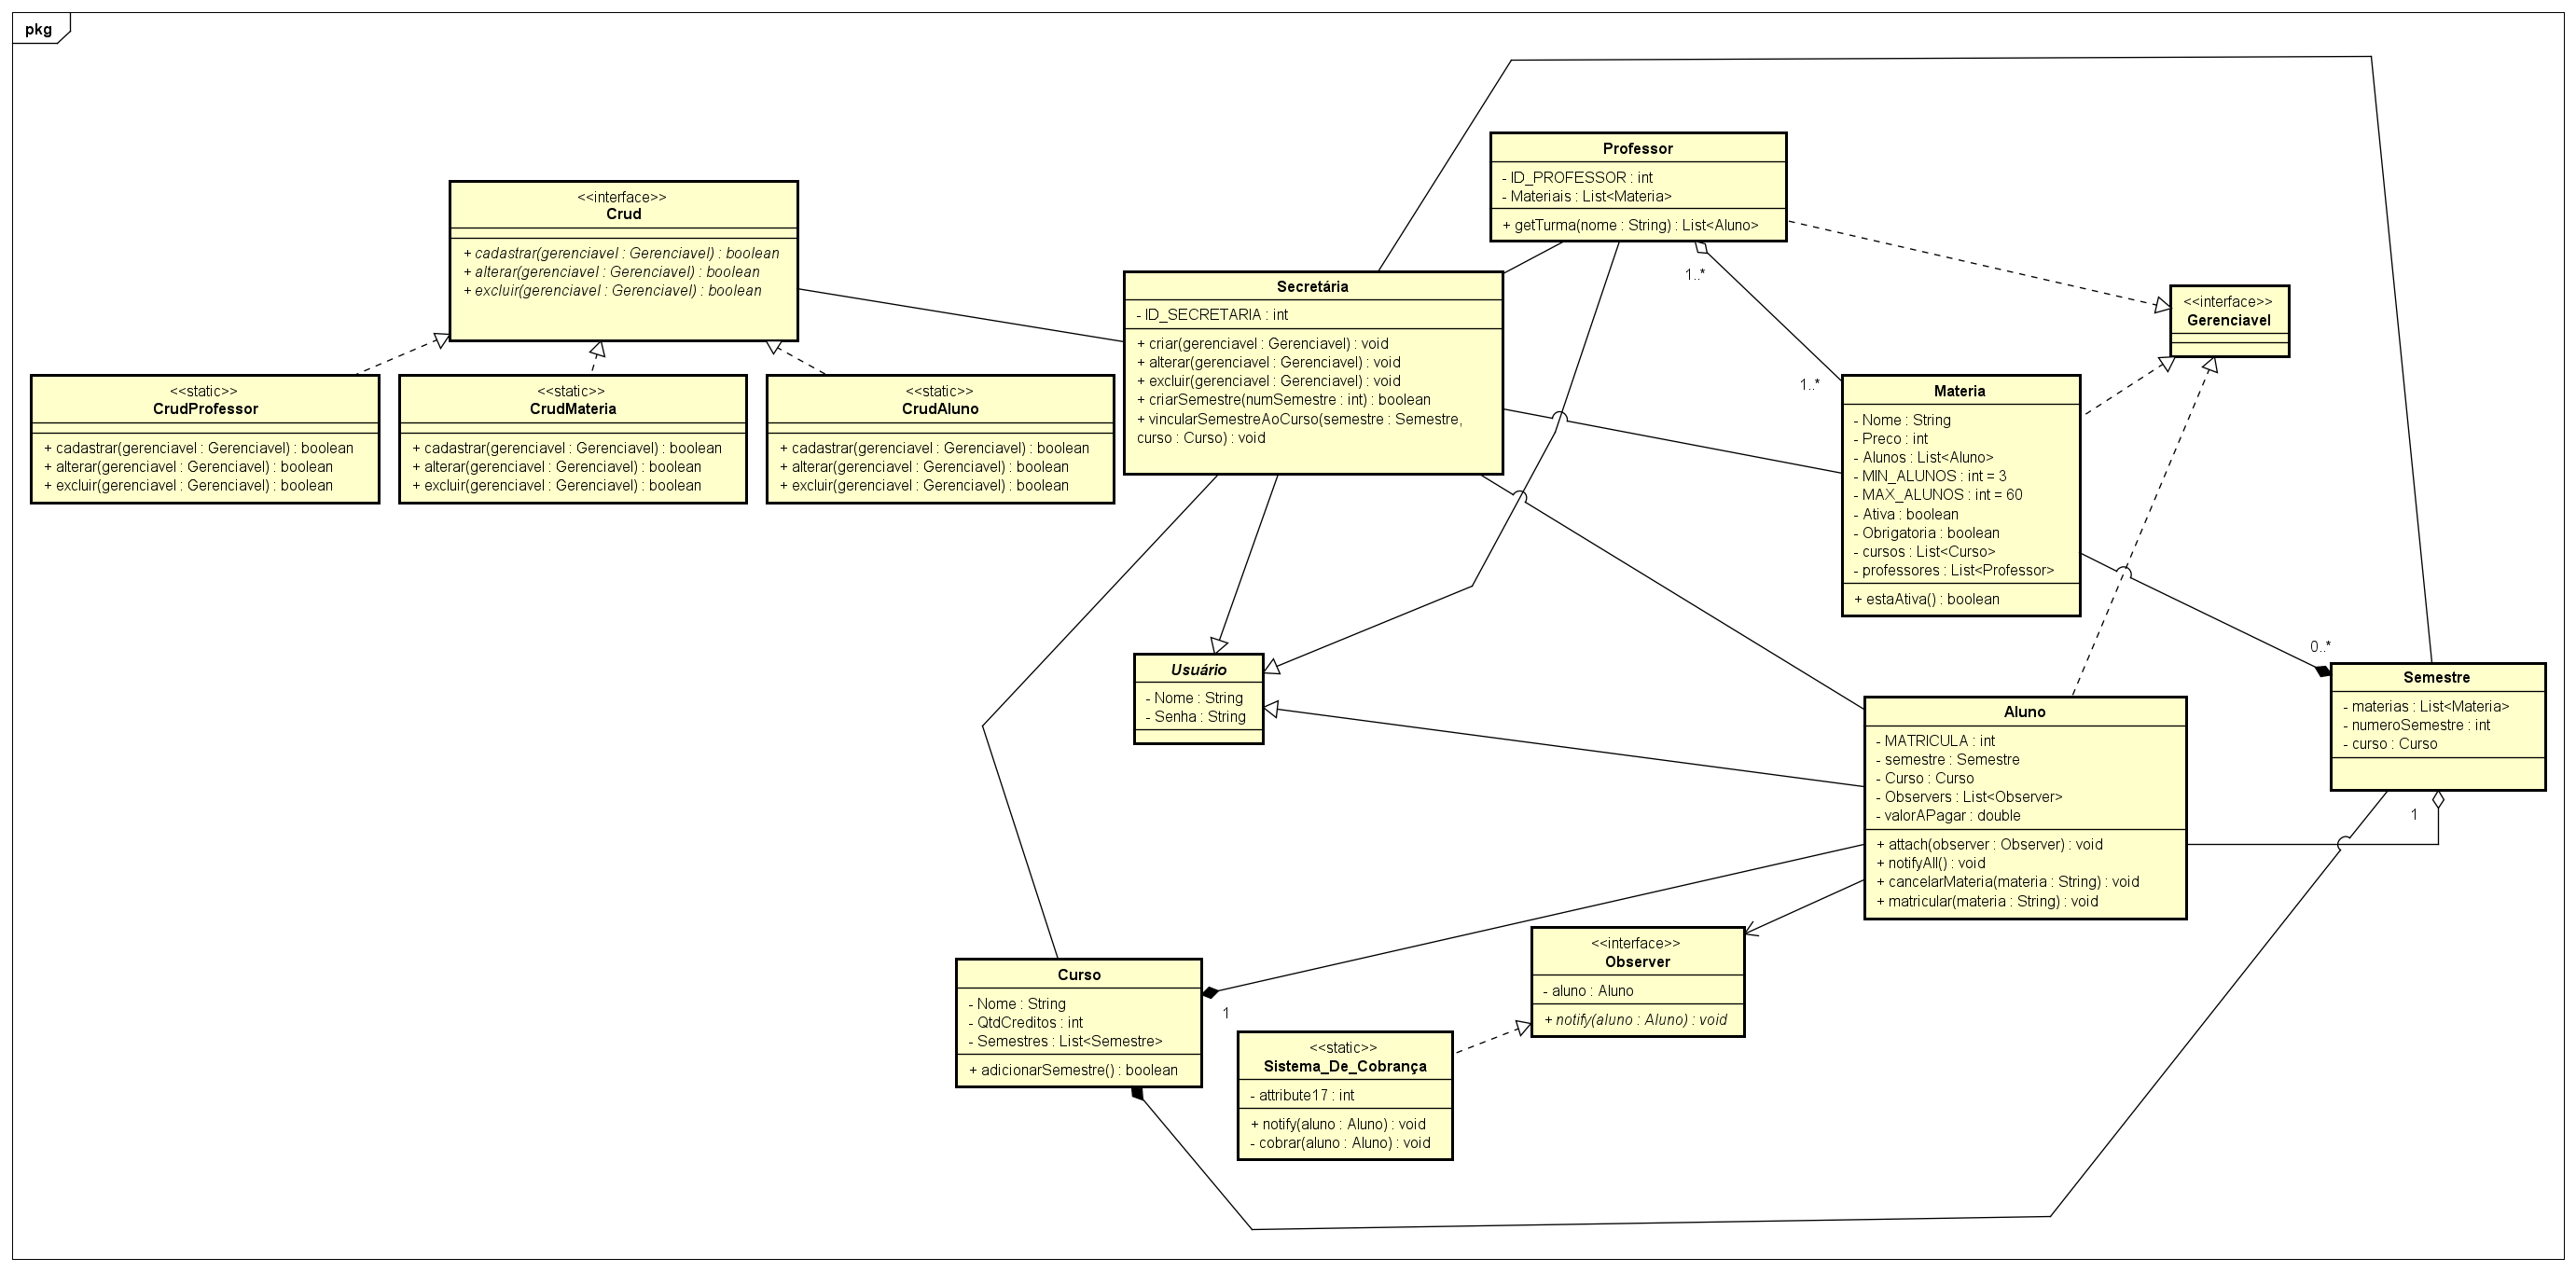 pkg
Professor
- ID_PROFESSOR : int
- Materiais : List<Materia>
+ getTurma(nome : String) : List<Aluno>
<<interface>>
Crud
+ cadastrar(gerenciavel : Gerenciavel) : boolean
+ alterar(gerenciavel : Gerenciavel) : boolean
+ excluir(gerenciavel : Gerenciavel) : boolean
Secretária
- ID_SECRETARIA : int
+ criar(gerenciavel : Gerenciavel) : void
+ alterar(gerenciavel : Gerenciavel) : void
+ excluir(gerenciavel : Gerenciavel) : void
+ criarSemestre(numSemestre : int) : boolean
+ vincularSemestreAoCurso(semestre : Semestre,
curso : Curso) : void
1..*
1..*
<<interface>>
Gerenciavel
<<static>>
CrudProfessor
+ cadastrar(gerenciavel : Gerenciavel) : boolean
+ alterar(gerenciavel : Gerenciavel) : boolean
+ excluir(gerenciavel : Gerenciavel) : boolean
<<static>>
CrudMateria
+ cadastrar(gerenciavel : Gerenciavel) : boolean
+ alterar(gerenciavel : Gerenciavel) : boolean
+ excluir(gerenciavel : Gerenciavel) : boolean
<<static>>
CrudAluno
+ cadastrar(gerenciavel : Gerenciavel) : boolean
+ alterar(gerenciavel : Gerenciavel) : boolean
+ excluir(gerenciavel : Gerenciavel) : boolean
Materia
- Nome : String
- Preco : int
- Alunos : List<Aluno>
- MIN_ALUNOS : int = 3
- MAX_ALUNOS : int = 60
- Ativa : boolean
- Obrigatoria : boolean
- cursos : List<Curso>
- professores : List<Professor>
+ estaAtiva() : boolean
0..*
Usuário
- Nome : String
- Senha : String
Semestre
- materias : List<Materia>
- numeroSemestre : int
- curso : Curso
1
Aluno
- MATRICULA : int
- semestre : Semestre
- Curso : Curso
- Observers : List<Observer>
- valorAPagar : double
+ attach(observer : Observer) : void
+ notifyAll() : void
+ cancelarMateria(materia : String) : void
+ matricular(materia : String) : void
<<interface>>
Observer
- aluno : Aluno
+ notify(aluno : Aluno) : void
Curso
- Nome : String
- QtdCreditos : int
- Semestres : List<Semestre>
+ adicionarSemestre() : boolean
1
<<static>>
Sistema_De_Cobrança
- attribute17 : int
+ notify(aluno : Aluno) : void
- cobrar(aluno : Aluno) : void